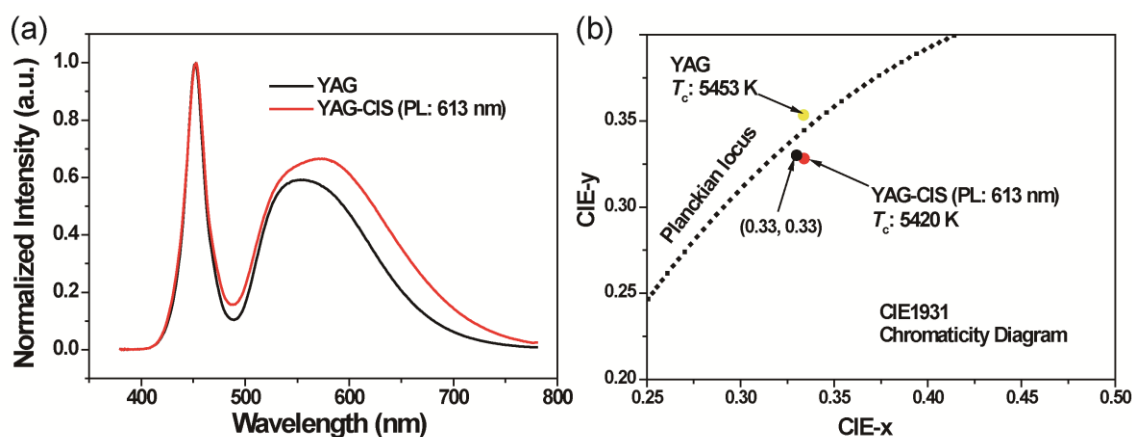 (a)
Normalized Intensity (a.u.)
1.0
0.8
0.6
0.4
0.2
0.0
YAG
YAG-CIS (PL: 613 nm)
400
500
600
700
800
Wavelength (nm)
(b)
CIE-y
0.35
0.30
0.25
0.20
YAG
Tc: 5453 K
Planckian locus
(0.33, 0.33)
YAG-CIS (PL: 613 nm)
Tc: 5420 K
CIE1931
Chromaticity Diagram
0.25
0.30
0.35
0.40
0.45
0.50
CIE-x